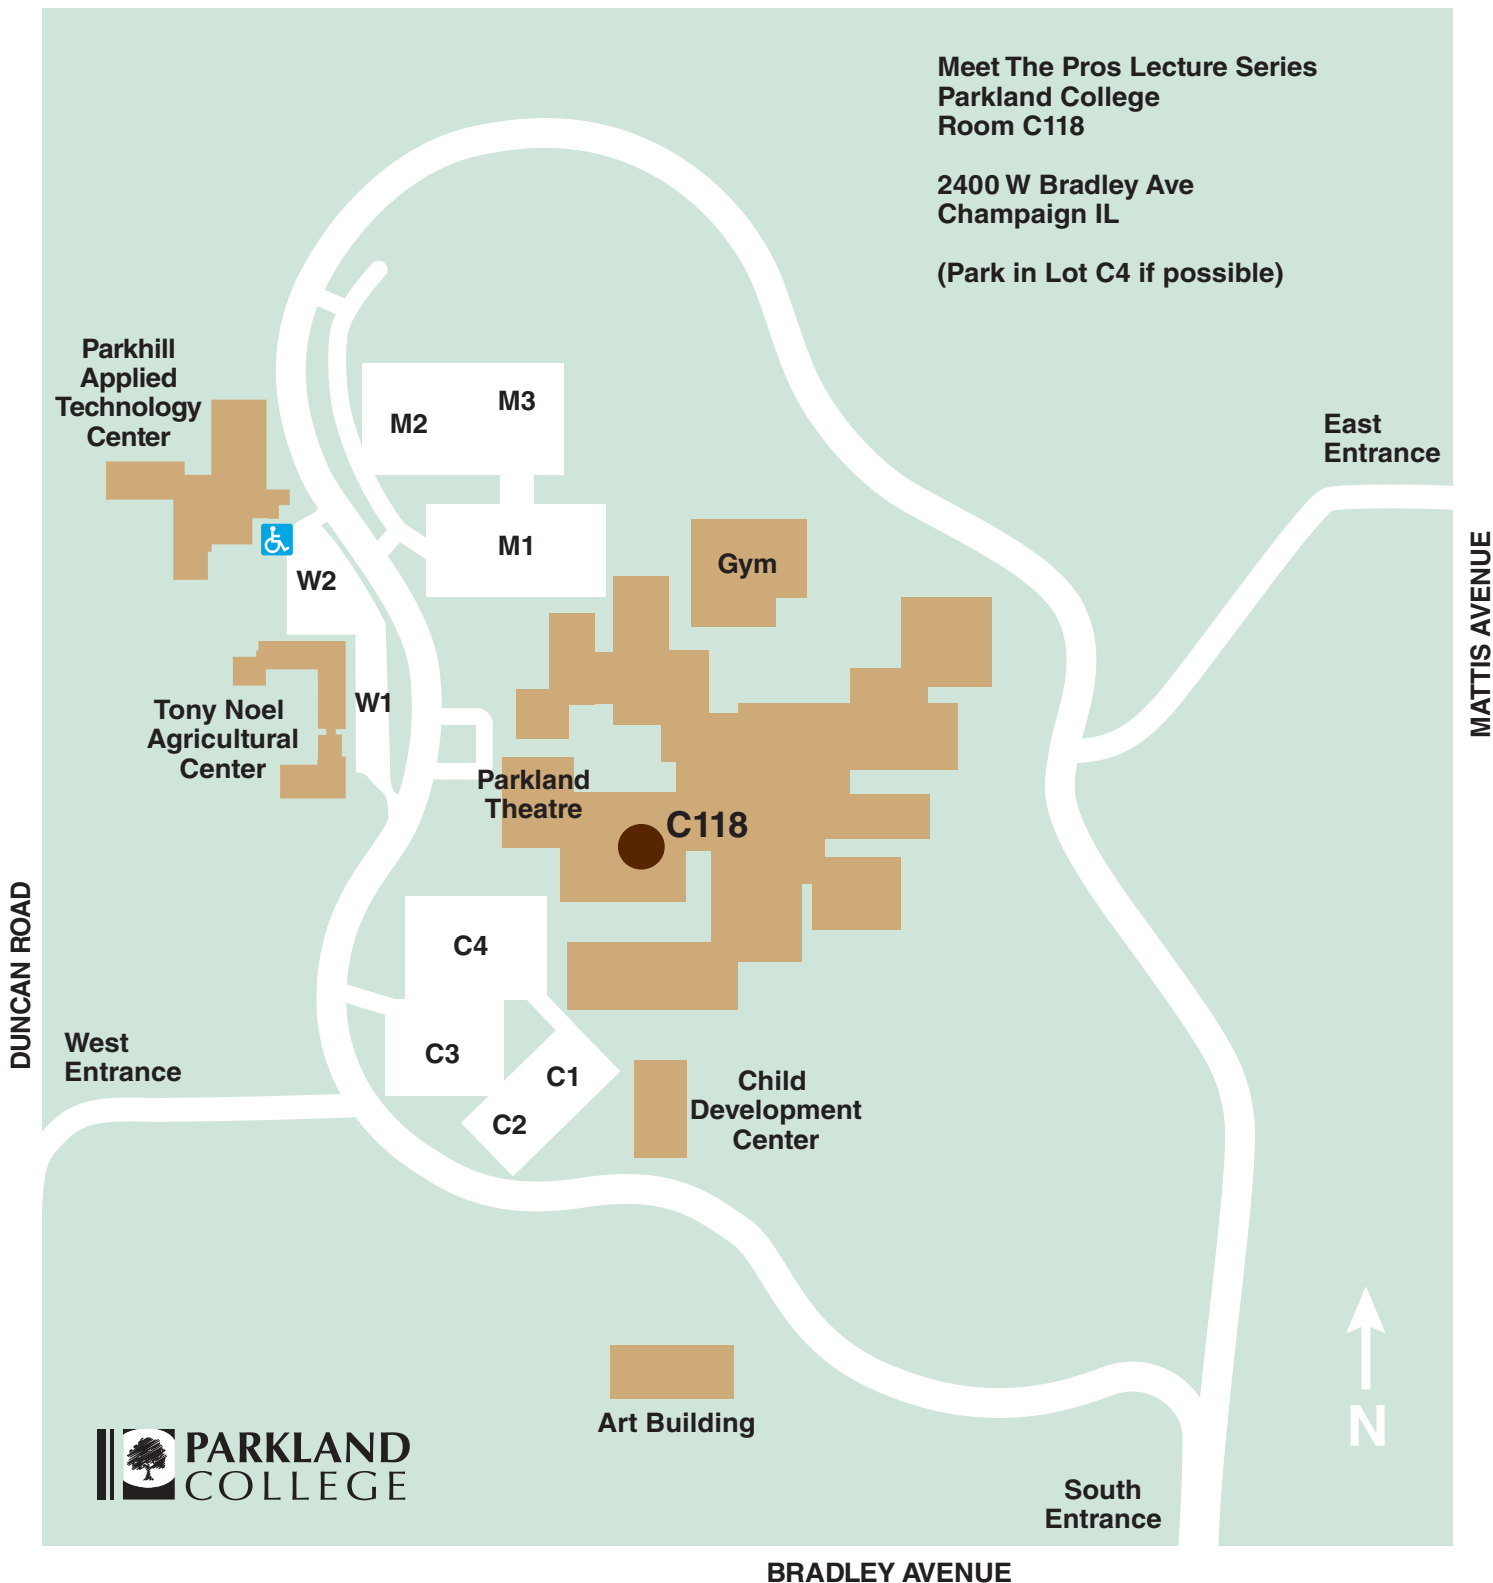 Meet The Pros Lecture Series
Parkland College
Room C118
2400 W Bradley Ave
Champaign IL
(Park in Lot C4 if possible)
Parkhill
Applied
Technology
Center
M3
M2
East
Entrance
M1
Gym
W2
MATTIS AVENUE
W1
Tony Noel
Agricultural
Center
Parkland
Theatre
C118
DUNCAN ROAD
C4
West
Entrance
C3
C1
C2
Child
Development
Center
Art Building
N
PARKLAND
COLLEGE
South
Entrance
BRADLEY AVENUE